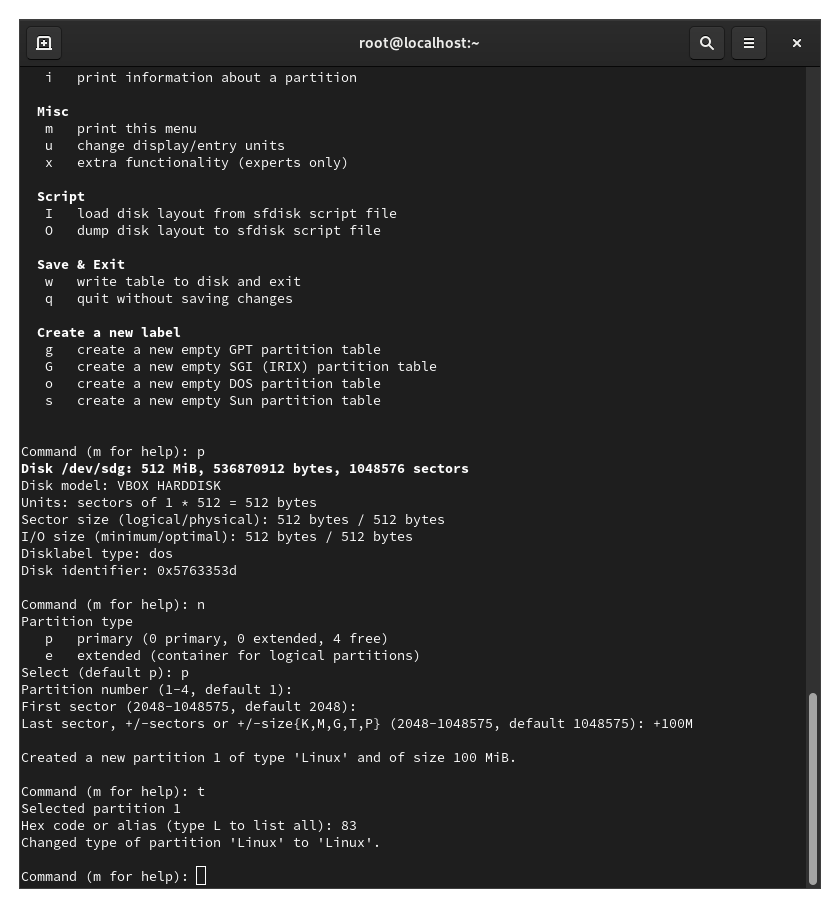 root@localhost:~
i   print information about a partition

Misc
m   print this menu
u   change display/entry units
x   extra functionality (experts only)

Script
I   load disk layout from sfdisk script file
O   dump disk layout to sfdisk script file

Save & Exit
w   write table to disk and exit
q   quit without saving changes

Create a new label
g   create a new empty GPT partition table
G   create a new empty SGI (IRIX) partition table
o   create a new empty DOS partition table
s   create a new empty Sun partition table

Command (m for help): p
Disk /dev/sdg: 512 MiB, 536870912 bytes, 1048576 sectors
Disk model: VBOX HARDDISK
Units: sectors of 1 * 512 = 512 bytes
Sector size (logical/physical): 512 bytes / 512 bytes
I/O size (minimum/optimal): 512 bytes / 512 bytes
Disklabel type: dos
Disk identifier: 0x5763353d

Command (m for help): n
Partition type
p   primary (0 primary, 0 extended, 4 free)
e   extended (container for logical partitions)
Select (default p): p
Partition number (1-4, default 1):
First sector (2048-1048575, default 2048):
Last sector, +/-sectors or +/-size{K,M,G,T,P} (2048-1048575, default 1048575): +100M

Created a new partition 1 of type 'Linux' and of size 100 MiB.

Command (m for help): t
Selected partition 1
Hex code or alias (type L to list all): 83
Changed type of partition 'Linux' to 'Linux'.

Command (m for help):